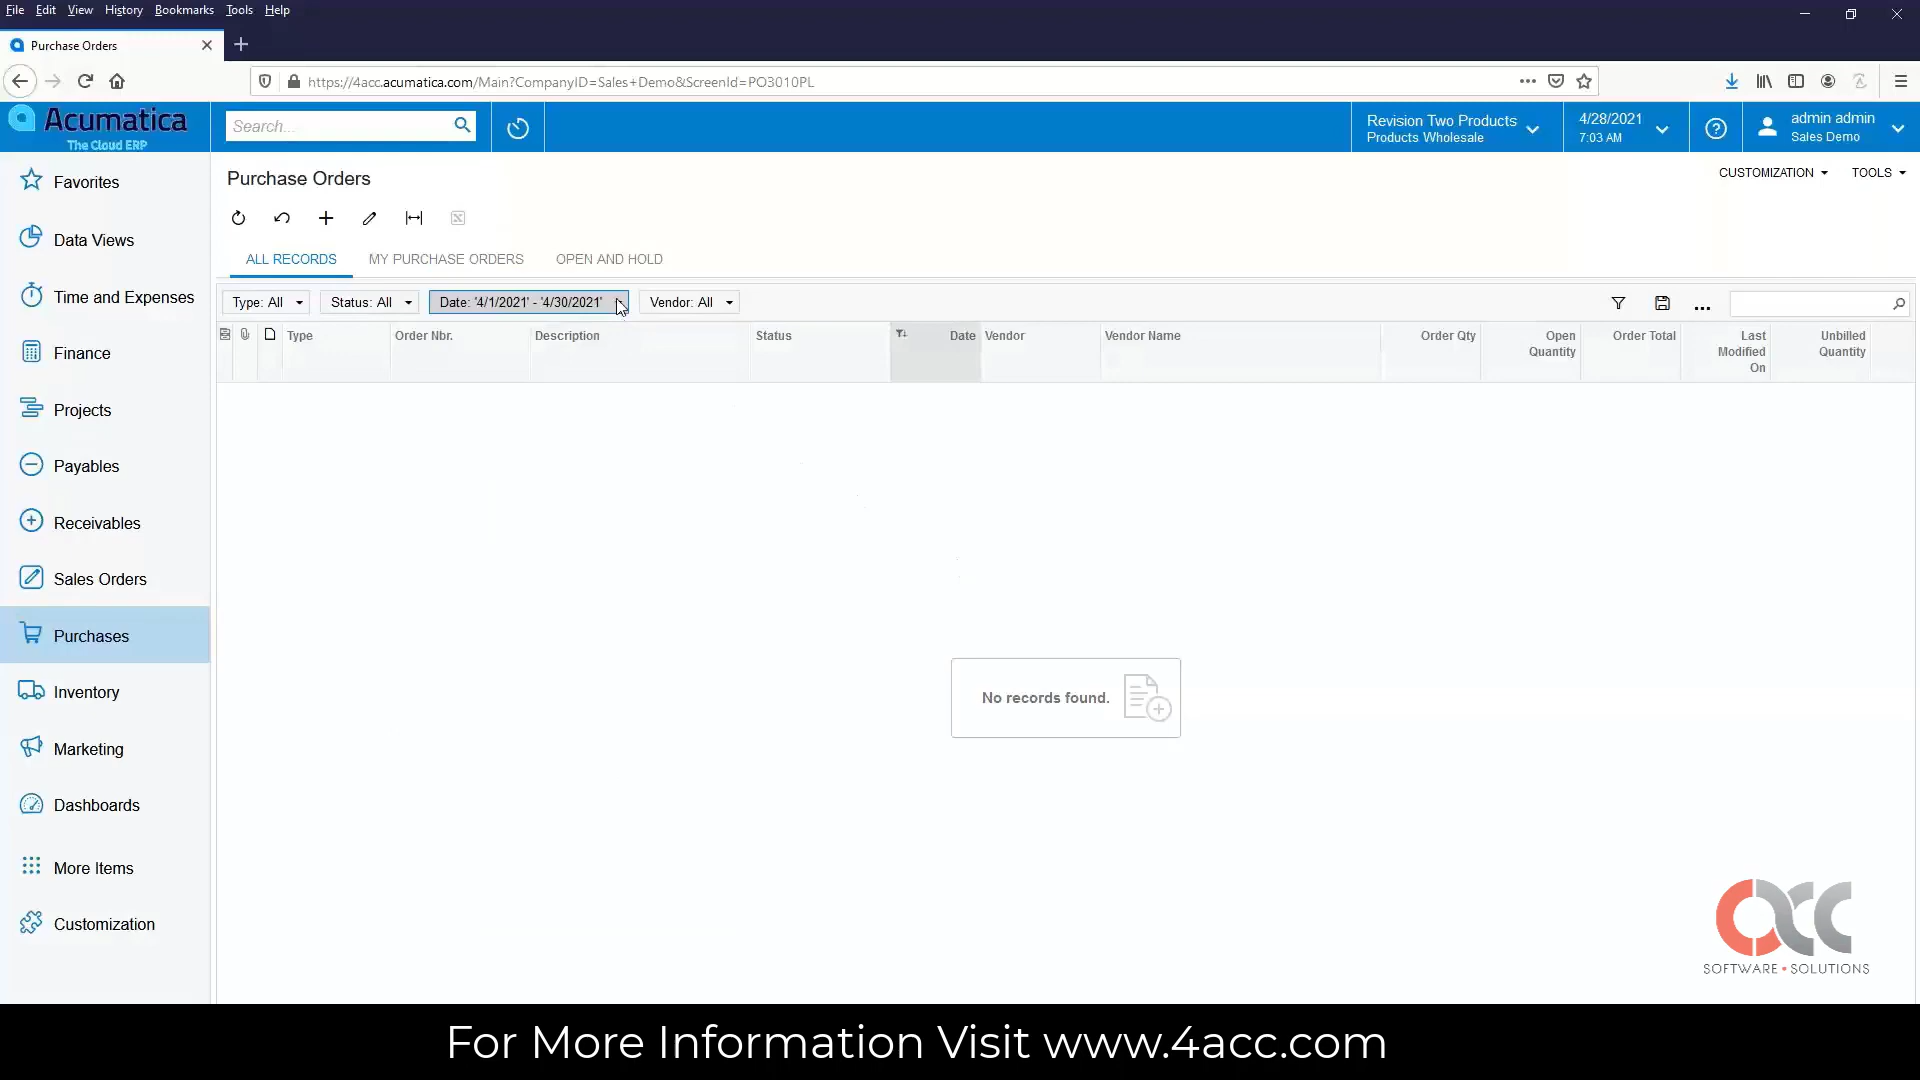 File Edit View History Bookmarks Tools Help
Purchase Orders
https://4acc.acumatica.com/Main?CompanyID=Sales+Demo&ScreenId=PO3010PL
Acumatica
The Cloud ERP
Search...
Revision Two Products
Products Wholesale
4/28/2021
7:03 AM
admin admin
Sales Demo
Favorites
Data Views
Time and Expenses
Finance
Projects
Payables
Receivables
Sales Orders
Purchases
Inventory
Marketing
Dashboards
More Items
Customization
Purchase Orders
CUSTOMIZATION TOOLS
ALL RECORDS MY PURCHASE ORDERS OPEN AND HOLD
Type: All Status: All Date: '4/1/2021' - '4/30/2021' Vendor: All
Type Order Nbr. Description Status Date Vendor Vendor Name Order Qty Open Quantity Order Total Last Modified On Unbilled Quantity
No records found.
acc
SOFTWARE • SOLUTIONS
For More Information Visit www.4acc.com